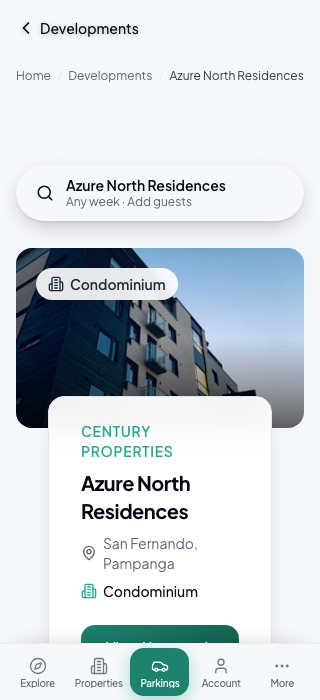 Developments
Home / Developments / Azure North Residences
Azure North Residences
Any week · Add guests
Condominium
CENTURY
PROPERTIES
Azure North
Residences
San Fernando,
Pampanga
Condominium
Explore
Properties
Parkings
Account
More